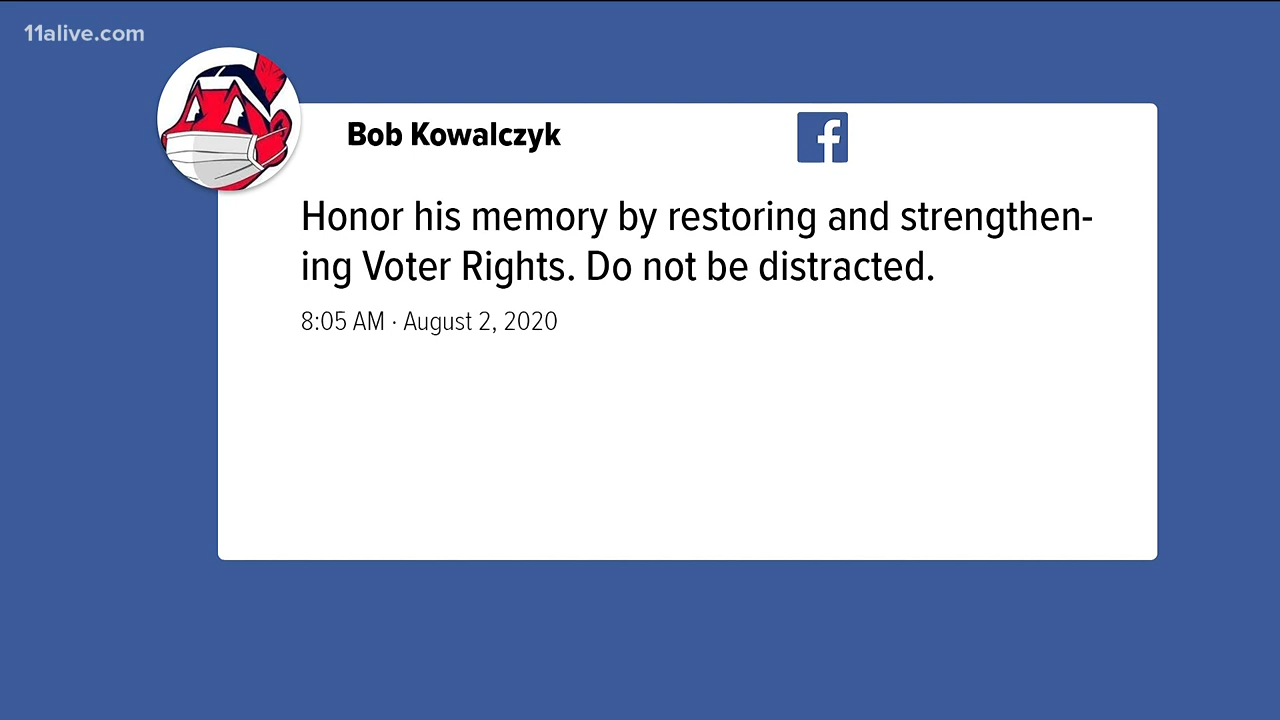 11alive.com
Bob Kowalczyk
Honor his memory by restoring and strengthen-
ing Voter Rights. Do not be distracted.
8:05 AM · August 2, 2020